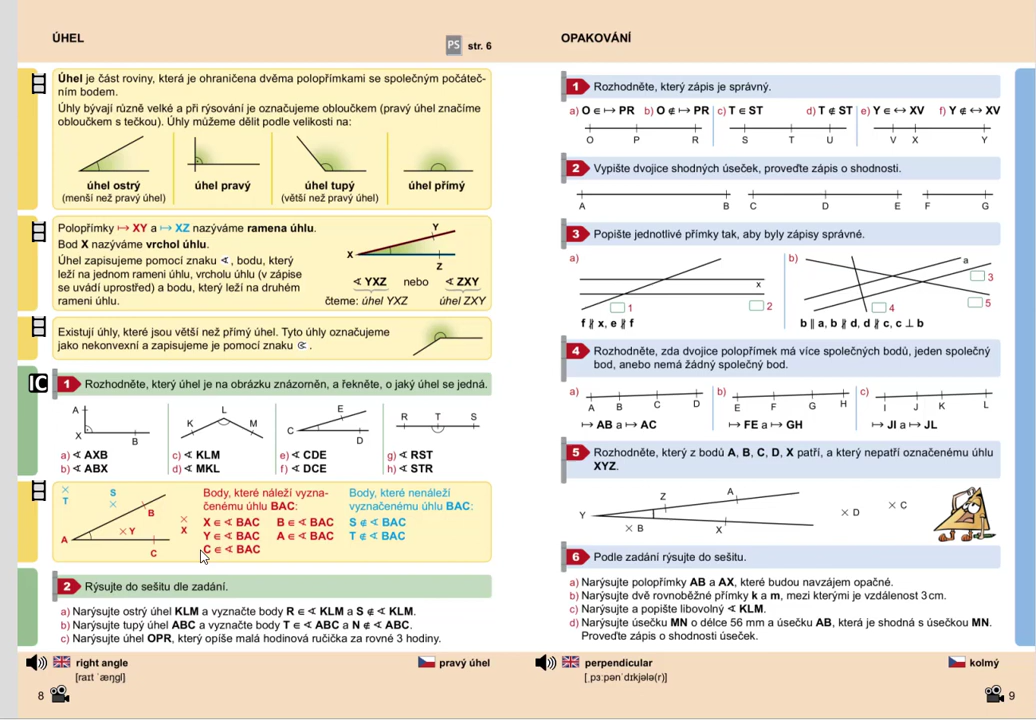 ÚHEL
PS str. 6
Úhel je část roviny, která je ohraničena dvěma polopřímkami se společným počáteč-
ním bodem.
Úhly bývají různě velké a při rýsování je označujeme obloučkem (pravý úhel značíme
obloučkem s tečkou). Úhly můžeme dělit podle velikosti na:
úhel ostrý
(menší než pravý úhel)
úhel pravý
úhel tupý
(větší než pravý úhel)
úhel přímý
Polopřímky ↦ XY a ↦ XZ nazýváme ramena úhlu.
Bod X nazýváme vrchol úhlu.
Úhel zapisujeme pomocí znaku ∢, bodu, který
leží na jednom rameni úhlu, vrcholu úhlu (v zápise
se uvádí uprostřed) a bodu, který leží na druhém
rameni úhlu.
Y
X
Z
∢ YXZ nebo ∢ ZXY
čteme: úhel YXZ úhel ZXY
Existují úhly, které jsou větší než přímý úhel. Tyto úhly označujeme
jako nekonvexní a zapisujeme je pomocí znaku .
1 Rozhodněte, který úhel je na obrázku znázorněn, a řekněte, o jaký úhel se jedná.
A X B
K L M
C E D
R T S
a) ∢ AXB
b) ∢ ABX
c) ∢ KLM
d) ∢ MKL
e) ∢ CDE
f) ∢ DCE
g) ∢ RST
h) ∢ STR
T S B Y A C X
Body, které náleží vyzna-
čenému úhlu BAC:
X ∈ ∢ BAC B ∈ ∢ BAC
Y ∈ ∢ BAC A ∈ ∢ BAC
C ∈ ∢ BAC
Body, které nenáleží
vyznačenému úhlu BAC:
S ∉ ∢ BAC
T ∉ ∢ BAC
2 Rýsujte do sešitu dle zadání.
a) Narýsujte ostrý úhel KLM a vyznačte body R ∈ ∢ KLM a S ∉ ∢ KLM.
b) Narýsujte tupý úhel ABC a vyznačte body T ∈ ∢ ABC a N ∉ ∢ ABC.
c) Narýsujte úhel OPR, který opíše malá hodinová ručička za rovné 3 hodiny.
right angle
[raɪt ˈæŋgl]
pravý úhel
8
OPAKOVÁNÍ
1 Rozhodněte, který zápis je správný.
a) O ∈ ↦ PR b) O ∉ ↦ PR c) T ∈ ST d) T ∉ ST e) Y ∈ ↔ XV f) Y ∉ ↔ XV
O P R S T U V X Y
2 Vypište dvojice shodných úseček, proveďte zápis o shodnosti.
A B C D E F G
3 Popište jednotlivé přímky tak, aby byly zápisy správné.
a)
x
1
2
f ∦ x, e ∦ f
b)
a
3
4
5
b ∥ a, b ∦ d, d ∦ c, c ⊥ b
4 Rozhodněte, zda dvojice polopřímek má více společných bodů, jeden společný
bod, anebo nemá žádný společný bod.
a)
A B C D
↦ AB a ↦ AC
b)
E F G H
↦ FE a ↦ GH
c)
I J K L
↦ JI a ↦ JL
5 Rozhodněte, který z bodů A, B, C, D, X patří, a který nepatří označenému úhlu
XYZ.
Y Z A
B X
D
C
6 Podle zadání rýsujte do sešitu.
a) Narýsujte polopřímky AB a AX, které budou navzájem opačné.
b) Narýsujte dvě rovnoběžné přímky k a m, mezi kterými je vzdálenost 3 cm.
c) Narýsujte a popište libovolný ∢ KLM.
d) Narýsujte úsečku MN o délce 56 mm a úsečku AB, která je shodná s úsečkou MN.
Proveďte zápis o shodnosti úseček.
perpendicular
[ˌpɜːpənˈdɪkjələ(r)]
kolmý
9